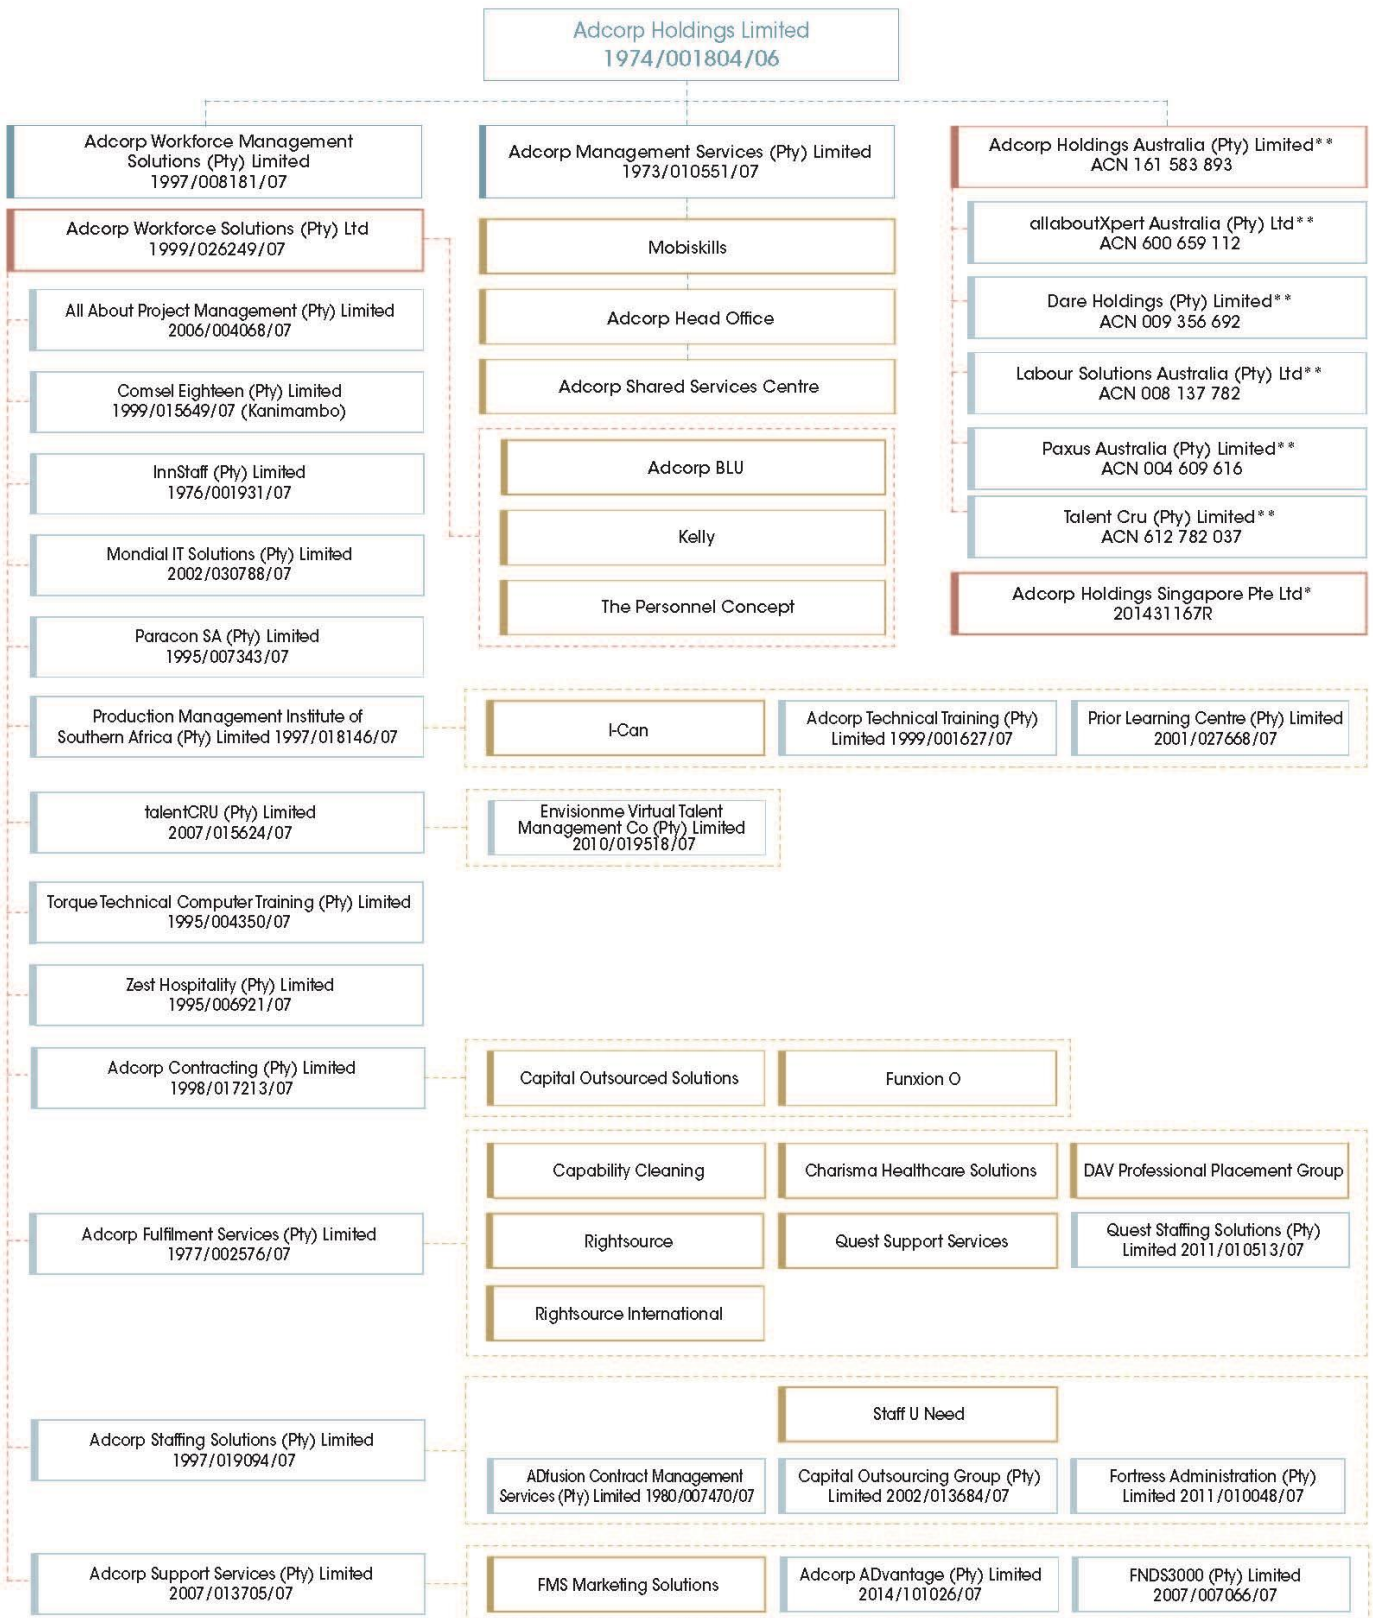 Adcorp Holdings Limited
1974/001804/06
Adcorp Workforce Management
Solutions (Pty) Limited
1997/008181/07
Adcorp Workforce Solutions (Pty) Ltd
1999/026249/07
All About Project Management (Pty) Limited
2006/004068/07
Comsel Eighteen (Pty) Limited
1999/015649/07 (Kanimambo)
InnStaff (Pty) Limited
1976/001931/07
Mondial IT Solutions (Pty) Limited
2002/030788/07
Paracon SA (Pty) Limited
1995/007343/07
Production Management Institute of
Southern Africa (Pty) Limited 1997/018146/07
talentCRU (Pty) Limited
2007/015624/07
Torque Technical Computer Training (Pty) Limited
1995/004350/07
Zest Hospitality (Pty) Limited
1995/006921/07
Adcorp Contracting (Pty) Limited
1998/017213/07
Adcorp Fulfilment Services (Pty) Limited
1977/002576/07
Adcorp Staffing Solutions (Pty) Limited
1997/019094/07
Adcorp Support Services (Pty) Limited
2007/013705/07
Adcorp Management Services (Pty) Limited
1973/010551/07
Mobiskills
Adcorp Head Office
Adcorp Shared Services Centre
Adcorp BLU
Kelly
The Personnel Concept
Adcorp Holdings Australia (Pty) Limited**
ACN 161 583 893
allaboutXpert Australia (Pty) Ltd**
ACN 600 659 112
Dare Holdings (Pty) Limited**
ACN 009 356 692
Labour Solutions Australia (Pty) Ltd**
ACN 008 137 782
Paxus Australia (Pty) Limited**
ACN 004 609 616
Talent Cru (Pty) Limited**
ACN 612 782 037
Adcorp Holdings Singapore Pte Ltd*
201431167R
I-Can
Adcorp Technical Training (Pty)
Limited 1999/001627/07
Prior Learning Centre (Pty) Limited
2001/027668/07
Envisionme Virtual Talent
Management Co (Pty) Limited
2010/019518/07
Capital Outsourced Solutions
Funxion O
Capability Cleaning
Charisma Healthcare Solutions
DAV Professional Placement Group
Rightsource
Quest Support Services
Quest Staffing Solutions (Pty)
Limited 2011/010513/07
Rightsource International
Staff U Need
ADfusion Contract Management
Services (Pty) Limited 1980/007470/07
Capital Outsourcing Group (Pty)
Limited 2002/013684/07
Fortress Administration (Pty)
Limited 2011/010048/07
FMS Marketing Solutions
Adcorp ADvantage (Pty) Limited
2014/101026/07
FNDS3000 (Pty) Limited
2007/007066/07